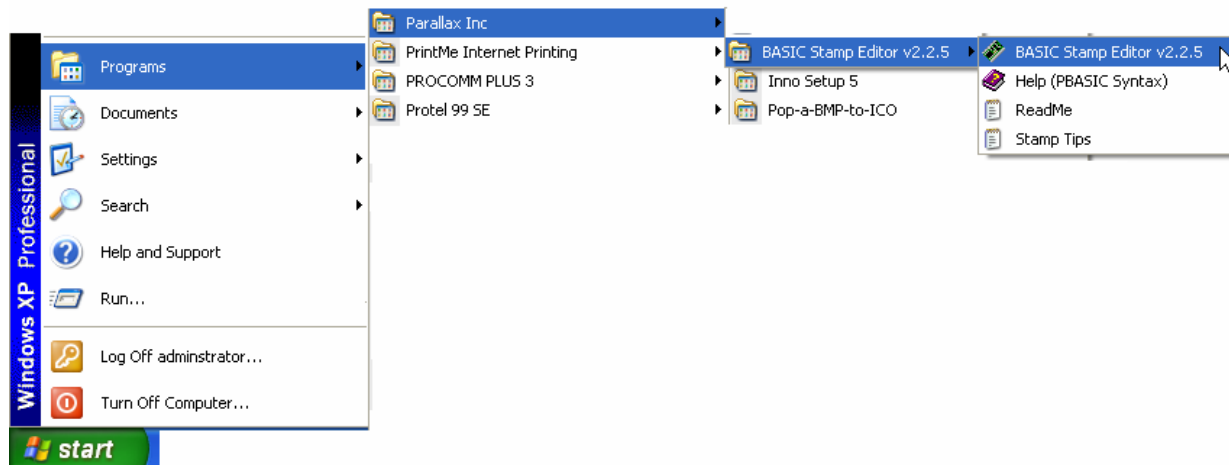 Programs
Documents
Settings
Search
Help and Support
Run...
Log Off adminstrator...
Turn Off Computer...
Windows XP Professional
start
Parallax Inc
PrintMe Internet Printing
PROCOMM PLUS 3
Protel 99 SE
BASIC Stamp Editor v2.2.5
Inno Setup 5
Pop-a-BMP-to-ICO
BASIC Stamp Editor v2.2.5
Help (PBASIC Syntax)
ReadMe
Stamp Tips